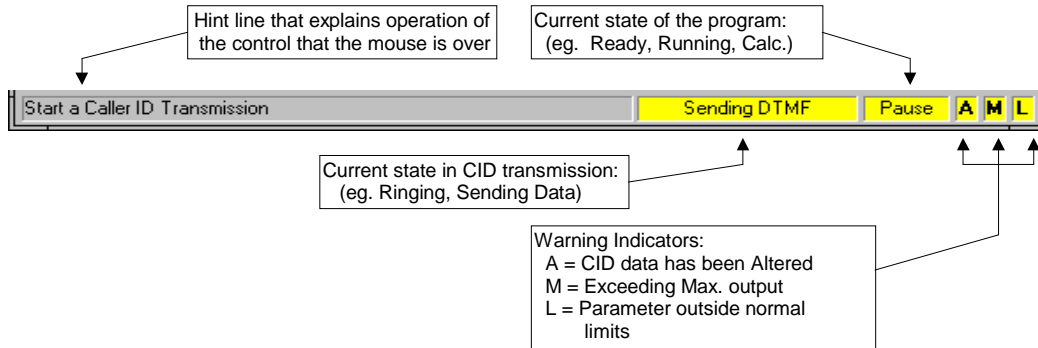 Hint line that explains operation of
the control that the mouse is over
Current state of the program:
(eg. Ready, Running, Calc.)
Start a Caller ID Transmission
Sending DTMF
Pause
A
M
L
Current state in CID transmission:
(eg. Ringing, Sending Data)
Warning Indicators:
A = CID data has been Altered
M = Exceeding Max. output
L = Parameter outside normal
limits